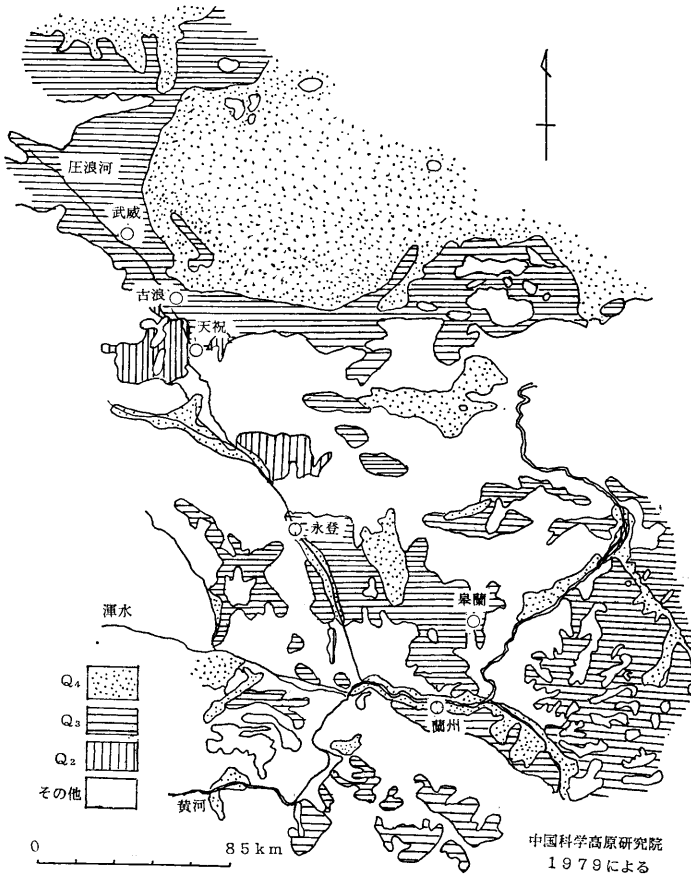 圧浪河
武威
古浪
天祝
永登
皐蘭
渾水
Q₄
Q₃
Q₂
その他
蘭州
黄河
0 85km
中国科学高原研究院
1979による